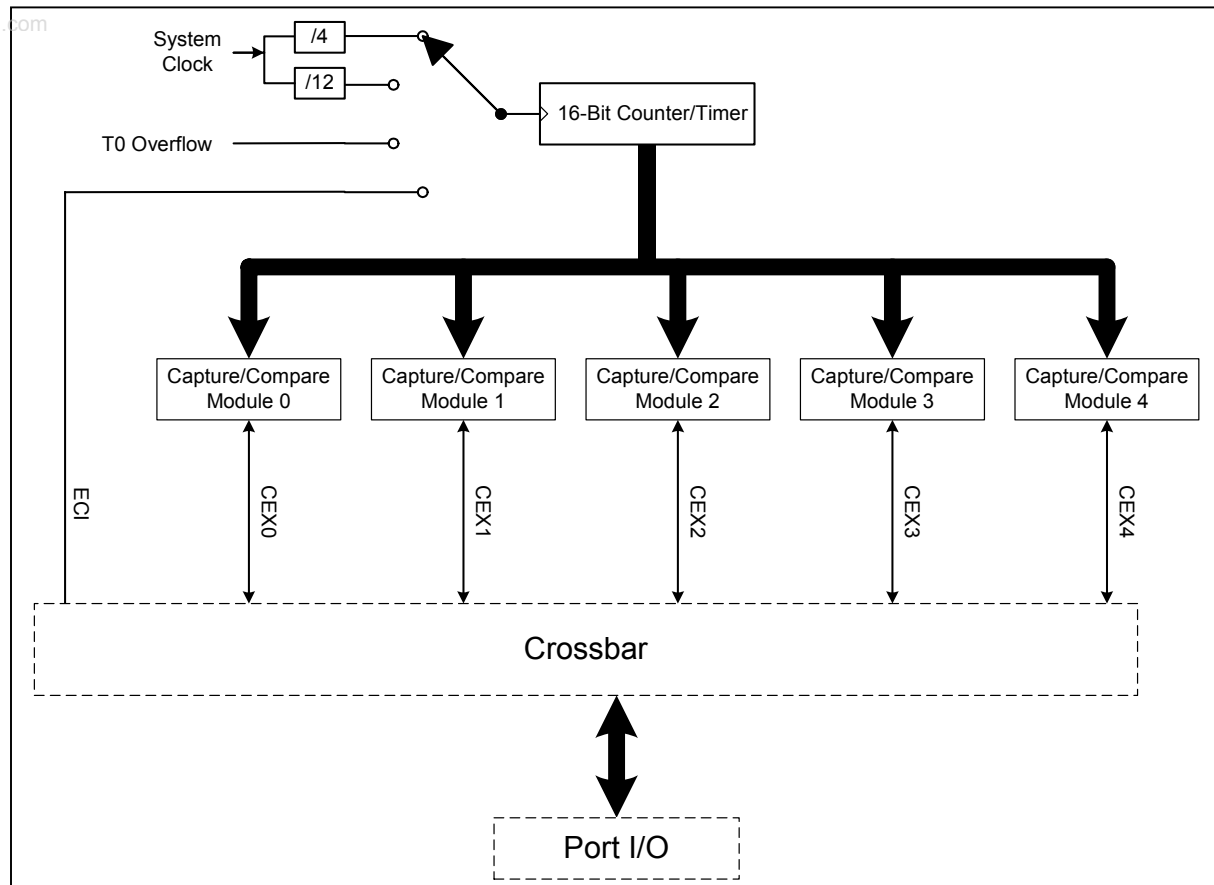 .com
System
Clock
/4
/12
T0 Overflow
16-Bit Counter/Timer
Capture/Compare
Module 0
Capture/Compare
Module 1
Capture/Compare
Module 2
Capture/Compare
Module 3
Capture/Compare
Module 4
ECI
CEX0
CEX1
CEX2
CEX3
CEX4
Crossbar
Port I/O